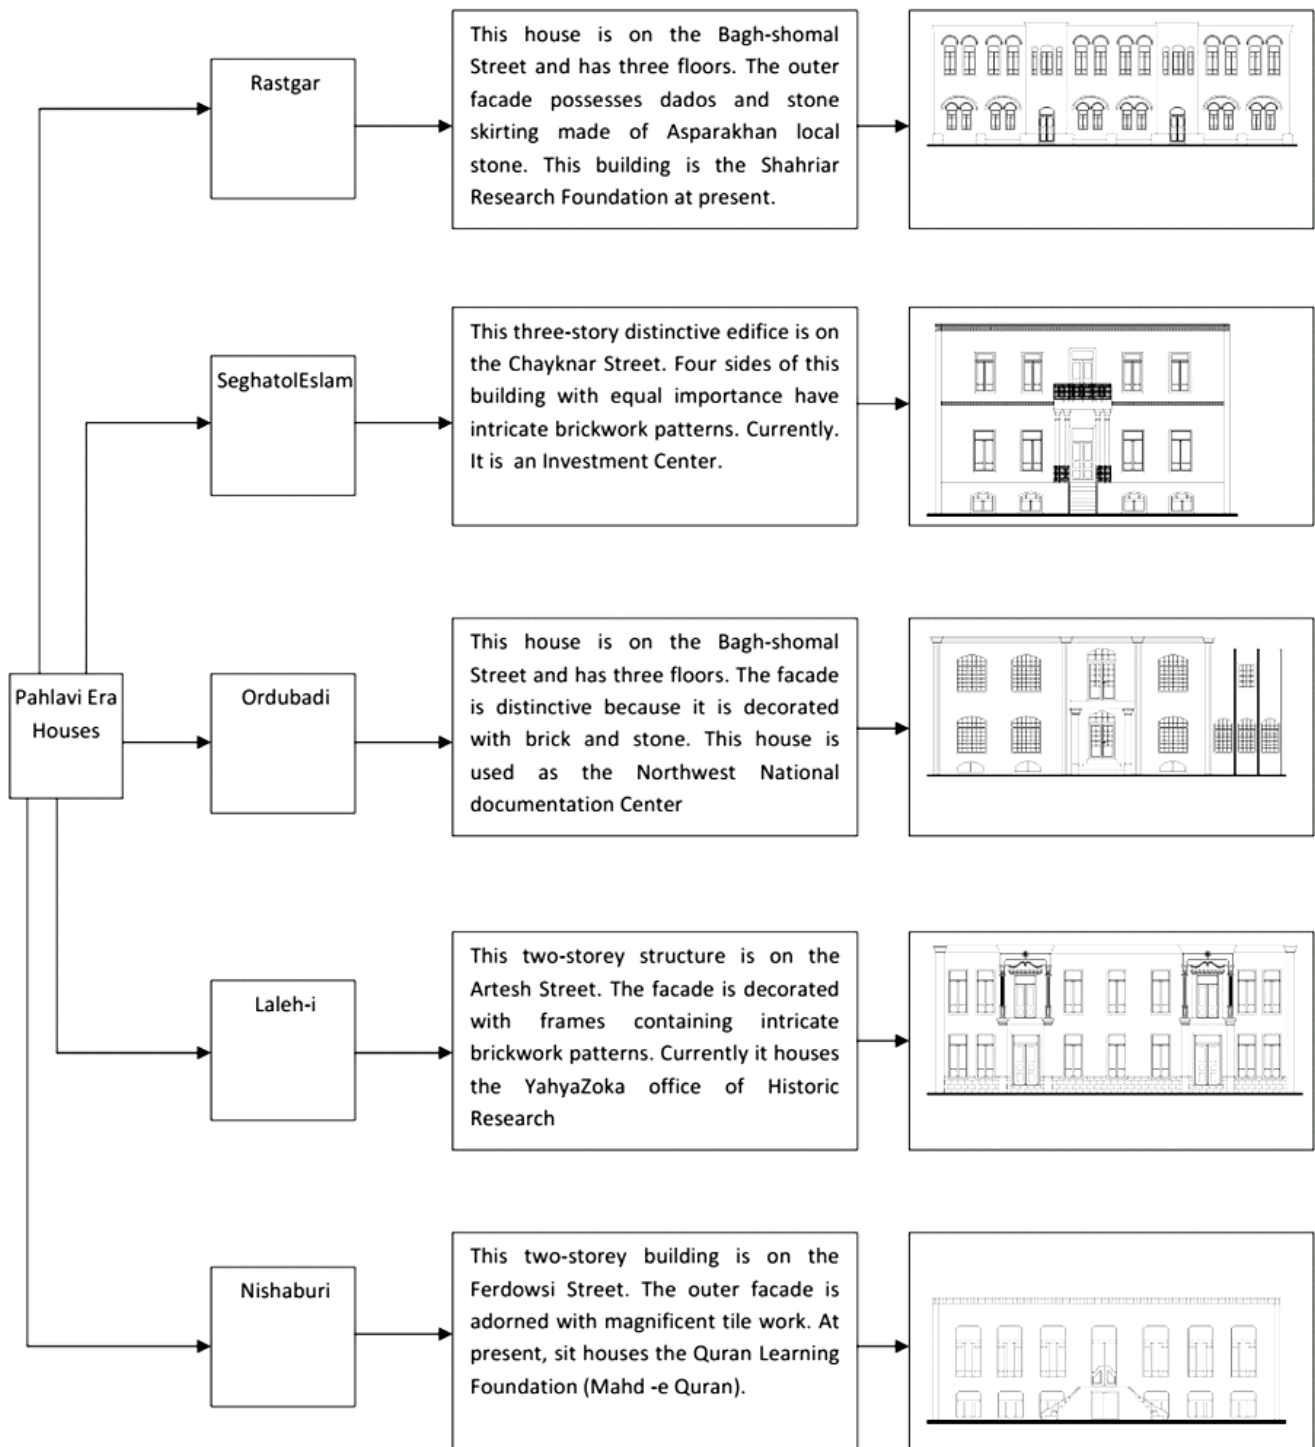 Pahlavi Era
Houses
Rastgar
This house is on the Bagh-shomal
Street and has three floors. The outer
facade possesses dados and stone
skirting made of Asparakhan local
stone. This building is the Shahriar
Research Foundation at present.
SeghatolEslam
This three-story distinctive edifice is on
the Chayknar Street. Four sides of this
building with equal importance have
intricate brickwork patterns. Currently.
It is an Investment Center.
Ordubadi
This house is on the Bagh-shomal
Street and has three floors. The facade
is distinctive because it is decorated
with brick and stone. This house is
used as the Northwest National
documentation Center
Laleh-i
This two-storey structure is on the
Artesh Street. The facade is decorated
with frames containing intricate
brickwork patterns. Currently it houses
the YahyaZoka office of Historic
Research
Nishaburi
This two-storey building is on the
Ferdowsi Street. The outer facade is
adorned with magnificent tile work. At
present, sit houses the Quran Learning
Foundation (Mahd -e Quran).